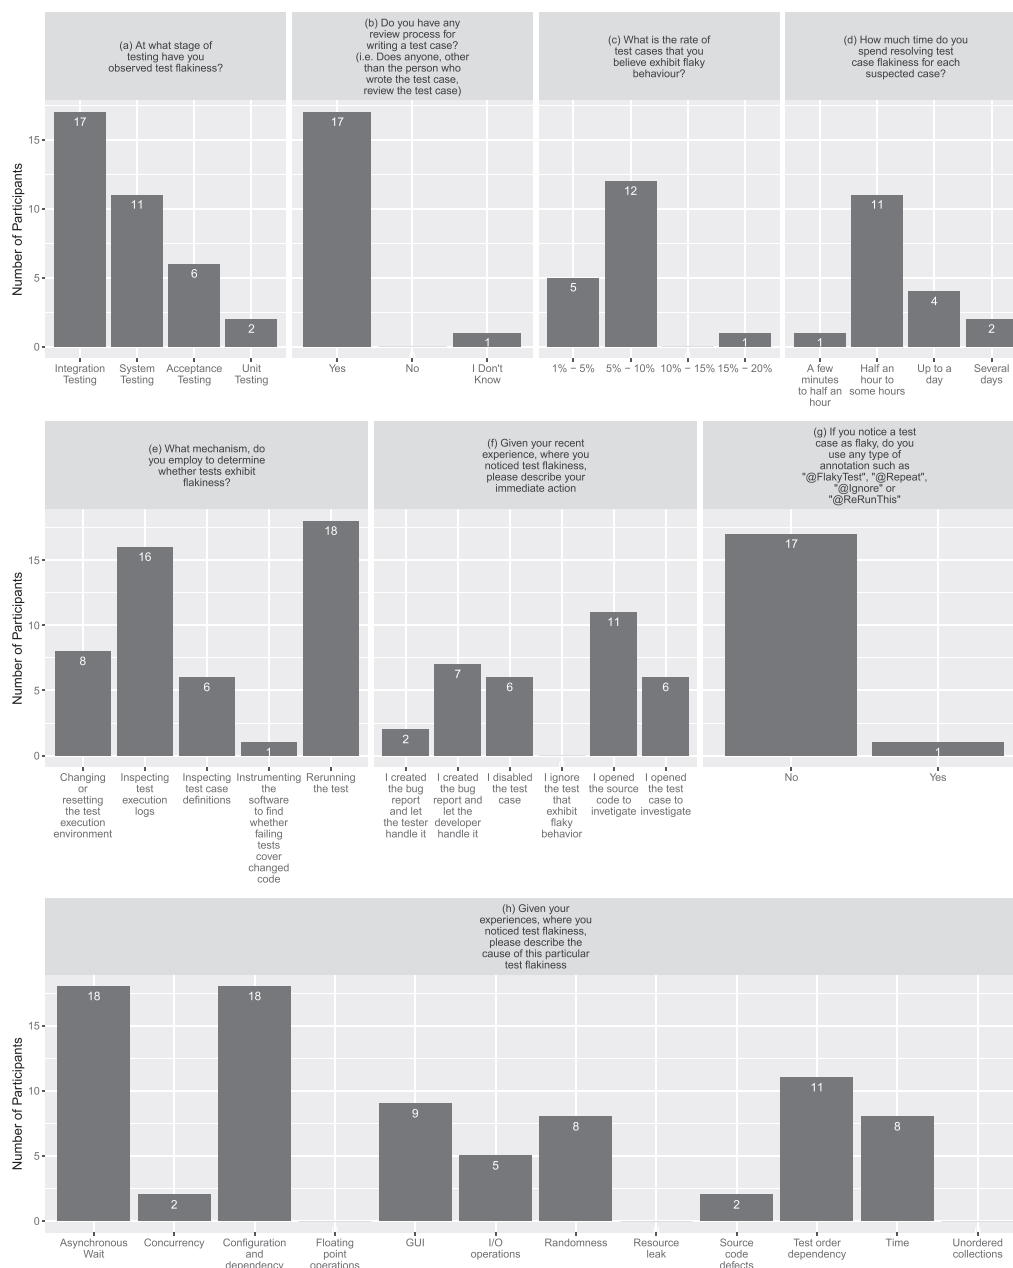 (a) At what stage of
testing have you
observed test flakiness?
(b) Do you have any
review process for
writing a test case?
(i.e. Does anyone, other
than the person who
wrote the test case,
review the test case)
(c) What is the rate of
test cases that you
believe exhibit flaky
behaviour?
(d) How much time do you
spend resolving test
case flakiness for each
suspected case?
Number of Participants
15
10
5
0
17
11
6
2
Integration
Testing
System
Testing
Acceptance
Testing
Unit
Testing
17
1
Yes
No
I Don't
Know
5
12
1
1% − 5%
5% − 10%
10% − 15%
15% − 20%
1
11
4
2
A few
minutes
to half an
hour
Half an
hour to
some hours
Up to a
day
Several
days
(e) What mechanism, do
you employ to determine
whether tests exhibit
flakiness?
(f) Given your recent
experience, where you
noticed test flakiness,
please describe your
immediate action
(g) If you notice a test
case as flaky, do you
use any type of
annotation such as
"@FlakyTest", "@Repeat",
"@Ignore" or
"@ReRunThis"
Number of Participants
15
10
5
0
8
16
6
1
18
Changing
or
resetting
the test
execution
environment
Inspecting
test
execution
logs
Inspecting
test case
definitions
Instrumenting
the
software
to find
whether
failing
tests
cover
changed
code
Rerunning
the test
2
7
6
11
6
I created
the bug
report
and let
the tester
handle it
I created
the bug
report and
let the
developer
handle it
I disabled
the test
case
I ignore
the test
that
exhibit
flaky
behavior
I opened
the source
code to
invetigate
I opened
the test
case to
investigate
17
1
No
Yes
(h) Given your
experiences, where you
noticed test flakiness,
please describe the
cause of this particular
test flakiness
Number of Participants
15
10
5
0
18
2
18
9
5
8
2
11
8
Asynchronous
Wait
Concurrency
Configuration
and
dependency
Floating
point
operations
GUI
I/O
operations
Randomness
Resource
leak
Source
code
defects
Test order
dependency
Time
Unordered
collections